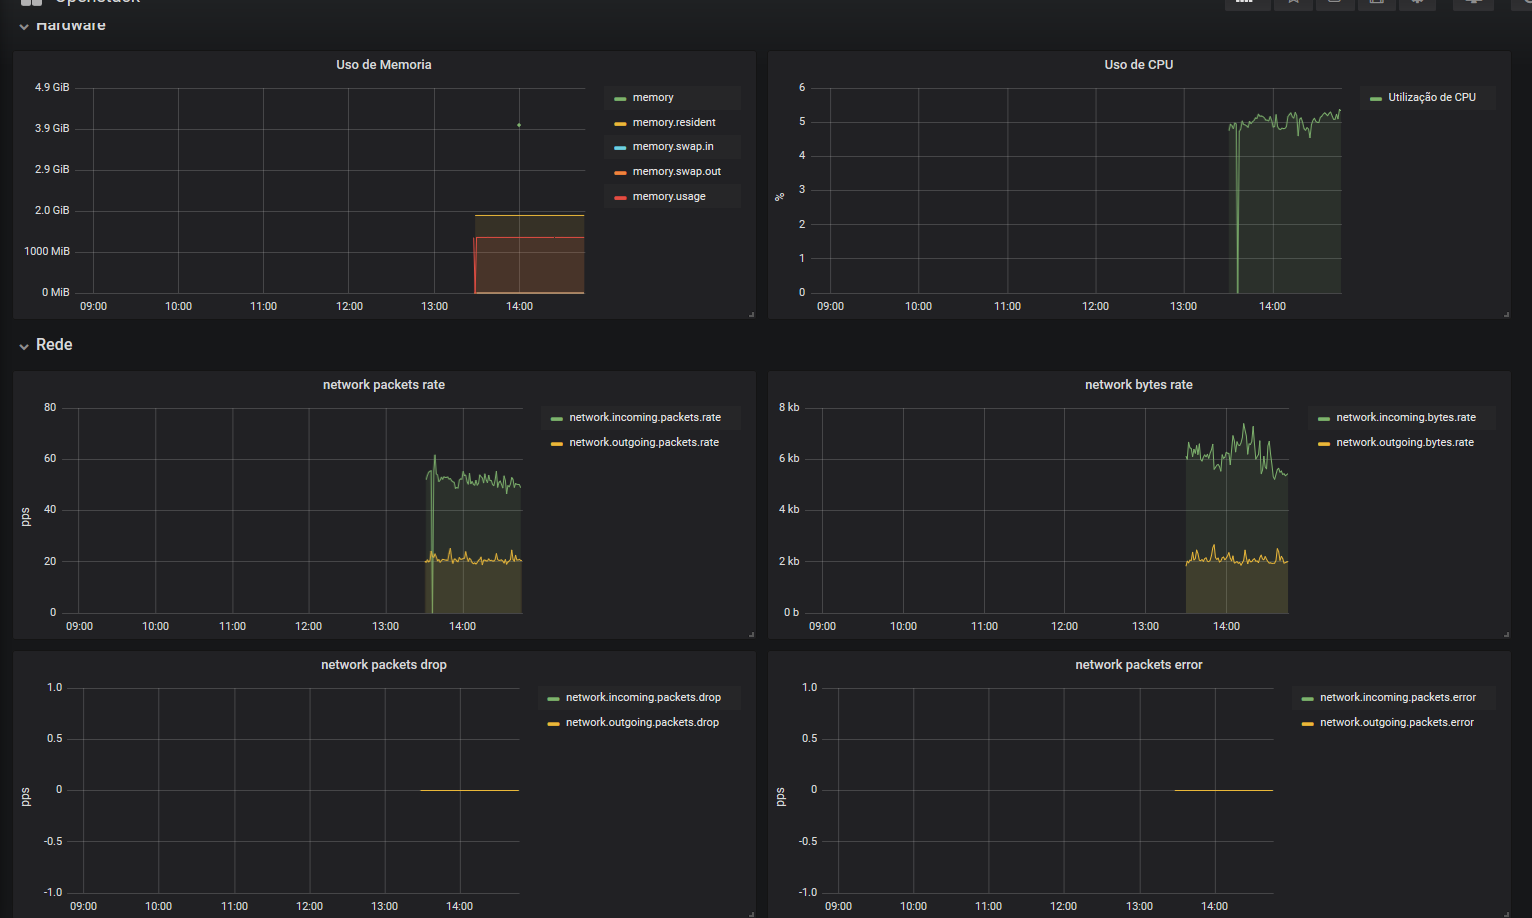 Openstack
Hardware
Uso de Memoria
4.9 GiB
3.9 GiB
2.9 GiB
2.0 GiB
1000 MiB
0 MiB
09:00 10:00 11:00 12:00 13:00 14:00
memory
memory.resident
memory.swap.in
memory.swap.out
memory.usage
Uso de CPU
%
6
5
4
3
2
1
0
09:00 10:00 11:00 12:00 13:00 14:00
Utilização de CPU
Rede
network packets rate
pps
80
60
40
20
0
09:00 10:00 11:00 12:00 13:00 14:00
network.incoming.packets.rate
network.outgoing.packets.rate
network bytes rate
8 kb
6 kb
4 kb
2 kb
0 b
09:00 10:00 11:00 12:00 13:00 14:00
network.incoming.bytes.rate
network.outgoing.bytes.rate
network packets drop
pps
1.0
0.5
0
-0.5
-1.0
09:00 10:00 11:00 12:00 13:00 14:00
network.incoming.packets.drop
network.outgoing.packets.drop
network packets error
pps
1.0
0.5
0
-0.5
-1.0
09:00 10:00 11:00 12:00 13:00 14:00
network.incoming.packets.error
network.outgoing.packets.error